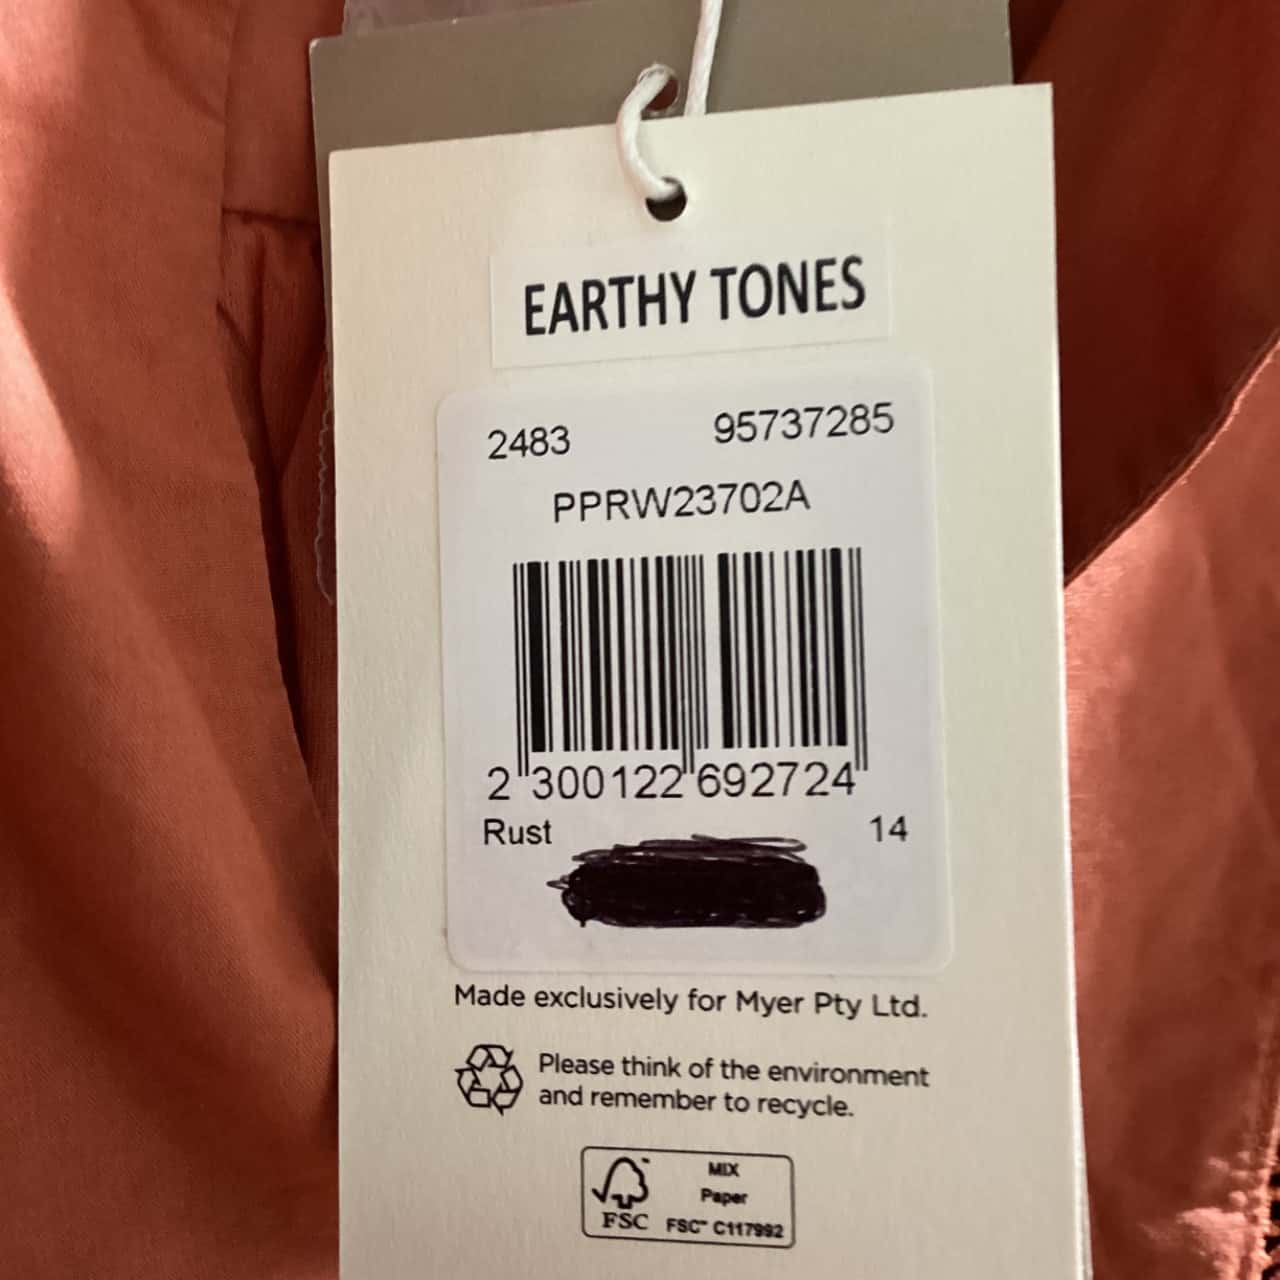 EARTHY TONES
2483 95737285
PPRW23702A
2 300122 692724
Rust 14
Made exclusively for Myer Pty Ltd.
Please think of the environment
and remember to recycle.
MIX
Paper
FSC FSC™ C117992